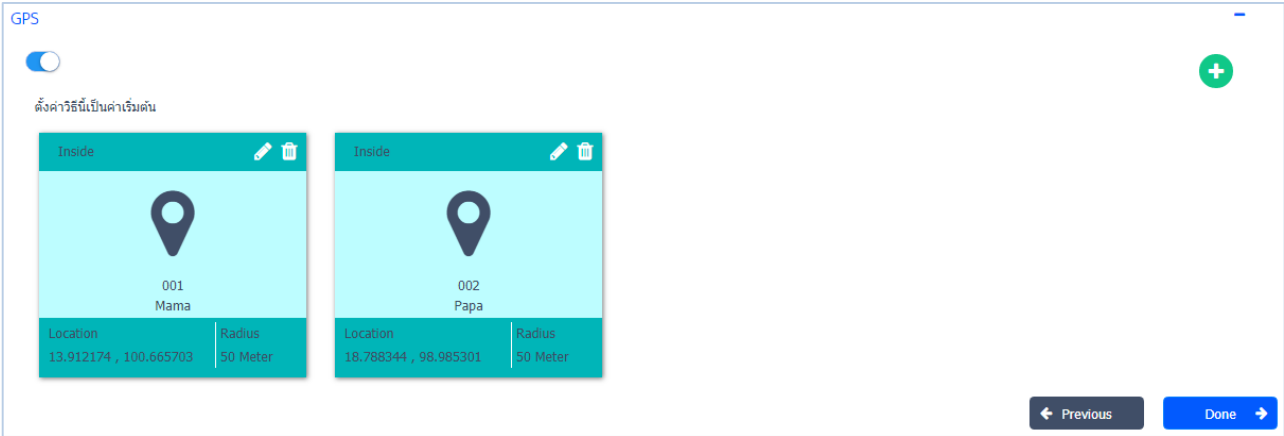 GPS
ตั้งค่าวิธีนี้เป็นค่าเริ่มต้น
Inside
Inside
001
Mama
002
Papa
Location
Radius
13.912174 , 100.665703
50 Meter
Location
Radius
18.788344 , 98.985301
50 Meter
Previous
Done